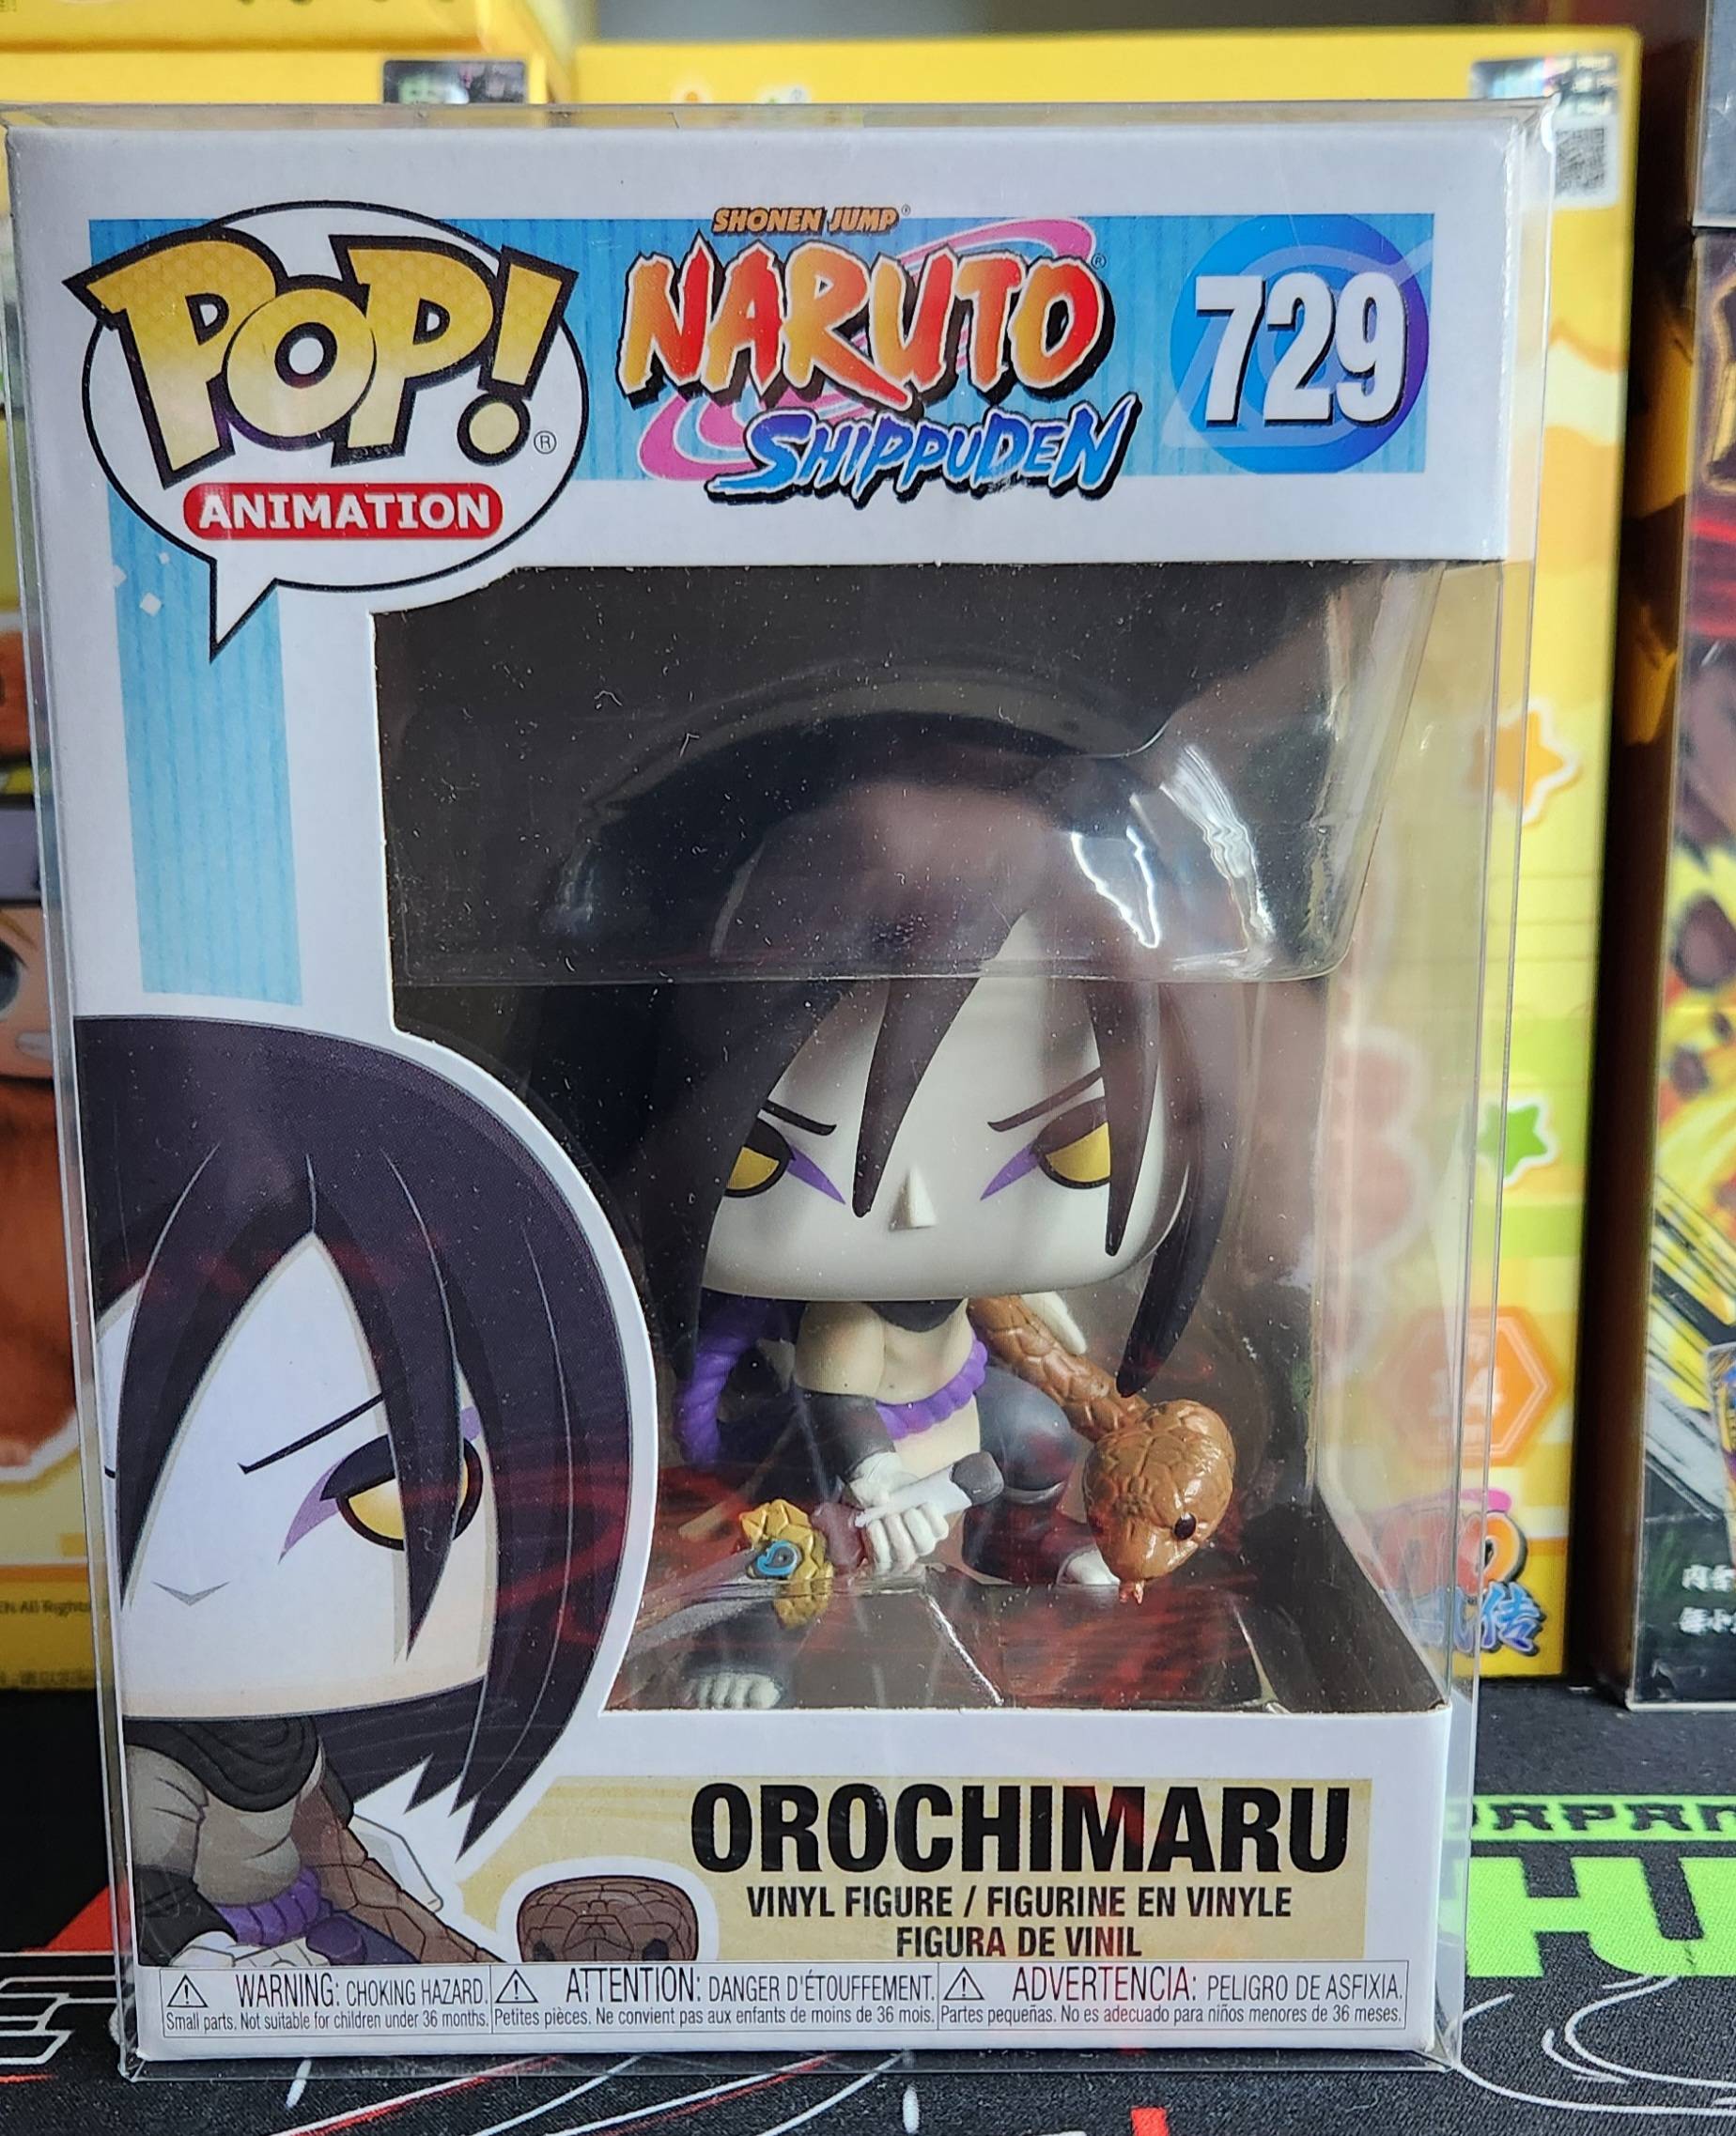 SHONEN JUMP®
POP!®
NARUTO®
729
SHIPPUDEN
ANIMATION
OROCHIMARU
VINYL FIGURE / FIGURINE EN VINYLE
FIGURA DE VINIL
WARNING: CHOKING HAZARD.
Small parts. Not suitable for children under 36 months.
ATTENTION: DANGER D'ÉTOUFFEMENT.
Petites pièces. Ne convient pas aux enfants de moins de 36 mois.
ADVERTENCIA: PELIGRO DE ASFIXIA.
Partes pequeñas. No es adecuado para niños menores de 36 meses.